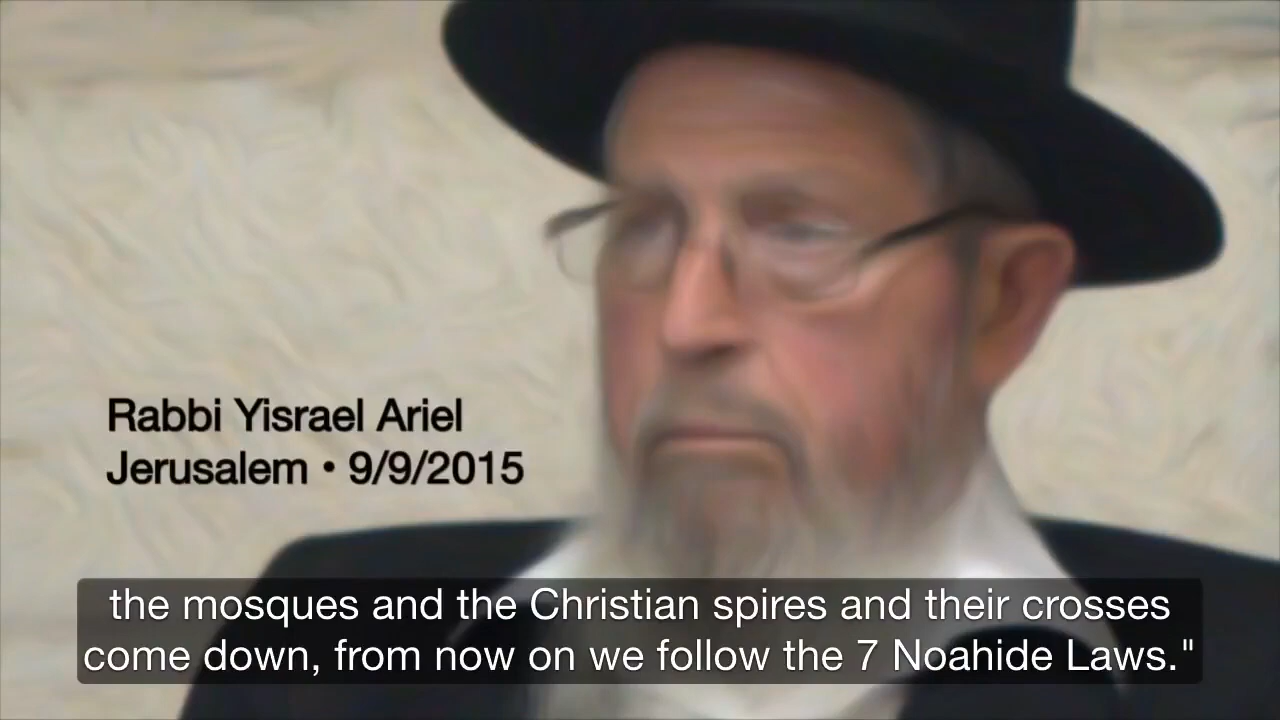 Rabbi Yisrael Ariel
Jerusalem • 9/9/2015
the mosques and the Christian spires and their crosses
come down, from now on we follow the 7 Noahide Laws."